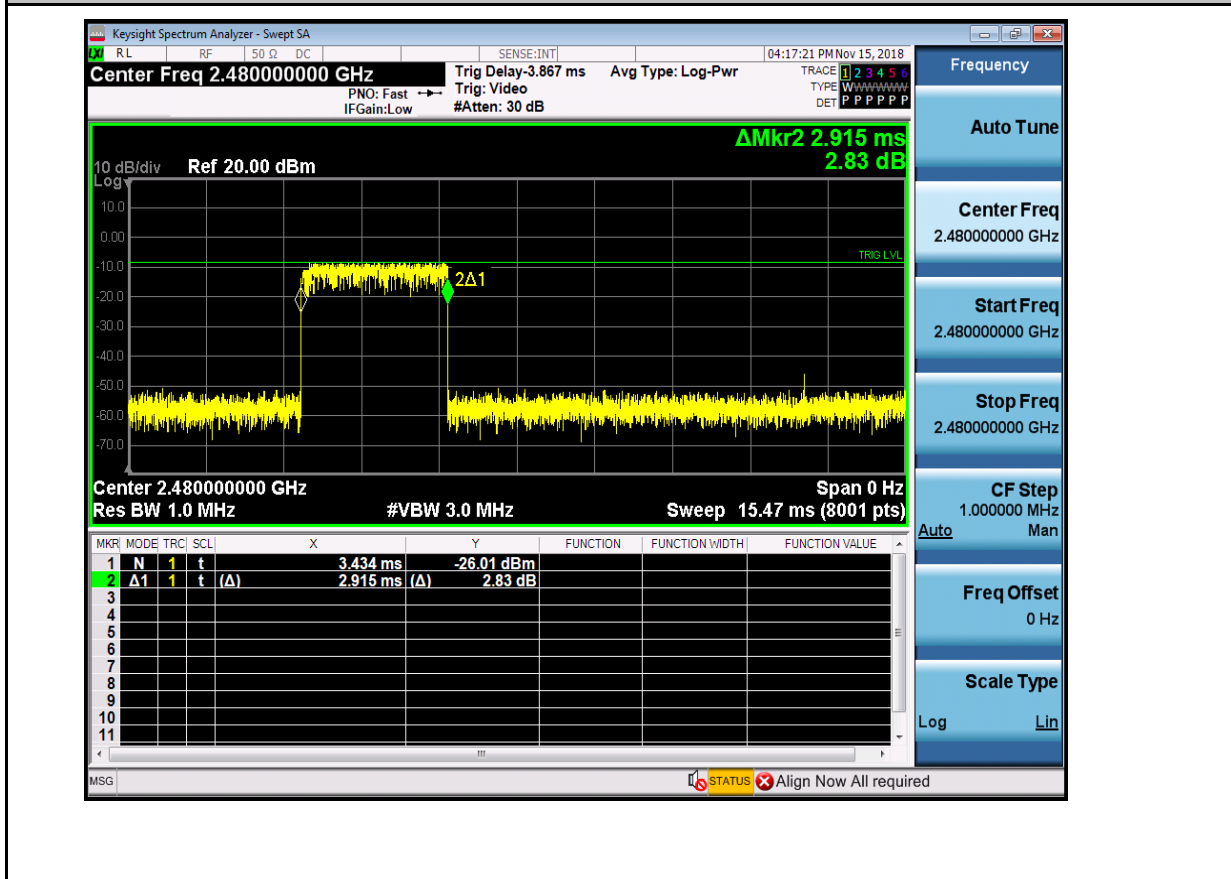 Keysight Spectrum Analyzer - Swept SA
LXI RL RF 50 Ω DC SENSE:INT 04:17:21 PM Nov 15, 2018
Center Freq 2.480000000 GHz
PNO: Fast
IFGain:Low
Trig Delay-3.867 ms
Trig: Video
#Atten: 30 dB
Avg Type: Log-Pwr
TRACE 1 2 3 4 5 6
TYPE WWWWWW
DET P P P P P P
ΔMkr2 2.915 ms
2.83 dB
10 dB/div Ref 20.00 dBm
Log
10.0
0.00
-10.0
-20.0
-30.0
-40.0
-50.0
-60.0
-70.0
TRIG LVL
2Δ1
Center 2.480000000 GHz Span 0 Hz
Res BW 1.0 MHz #VBW 3.0 MHz Sweep 15.47 ms (8001 pts)
MKR MODE TRC SCL X Y FUNCTION FUNCTION WIDTH FUNCTION VALUE
1 N 1 t 3.434 ms -26.01 dBm
2 Δ1 1 t (Δ) 2.915 ms (Δ) 2.83 dB
3
4
5
6
7
8
9
10
11
MSG STATUS Align Now All required
Frequency
Auto Tune
Center Freq
2.480000000 GHz
Start Freq
2.480000000 GHz
Stop Freq
2.480000000 GHz
CF Step
1.000000 MHz
Auto Man
Freq Offset
0 Hz
Scale Type
Log Lin